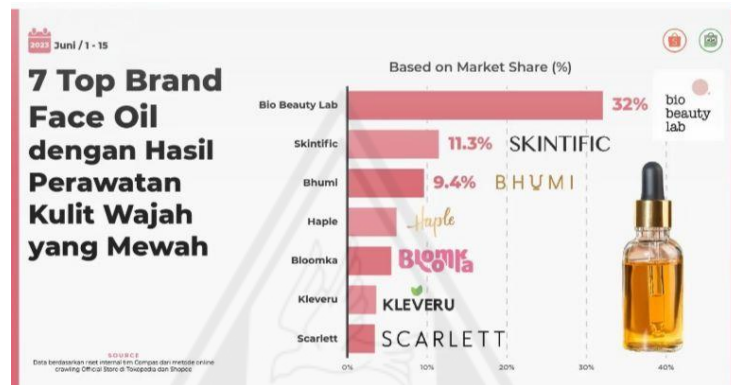 2023 Juni / 1 - 15
7 Top Brand
Face Oil
dengan Hasil
Perawatan
Kulit Wajah
yang Mewah
SOURCE
Data berdasarkan riset internal tim Compas dari metode online
crawling Official Store di Tokopedia dan Shopee
Based on Market Share (%)
Bio Beauty Lab 32% bio
beauty
lab
Skintific 11.3% SKINTIFIC
Bhumi 9.4% BHUMI
Haple Haple
Bloomka Bloomka
Kleveru KLEVERU
Scarlett SCARLETT
0% 10% 20% 30% 40%